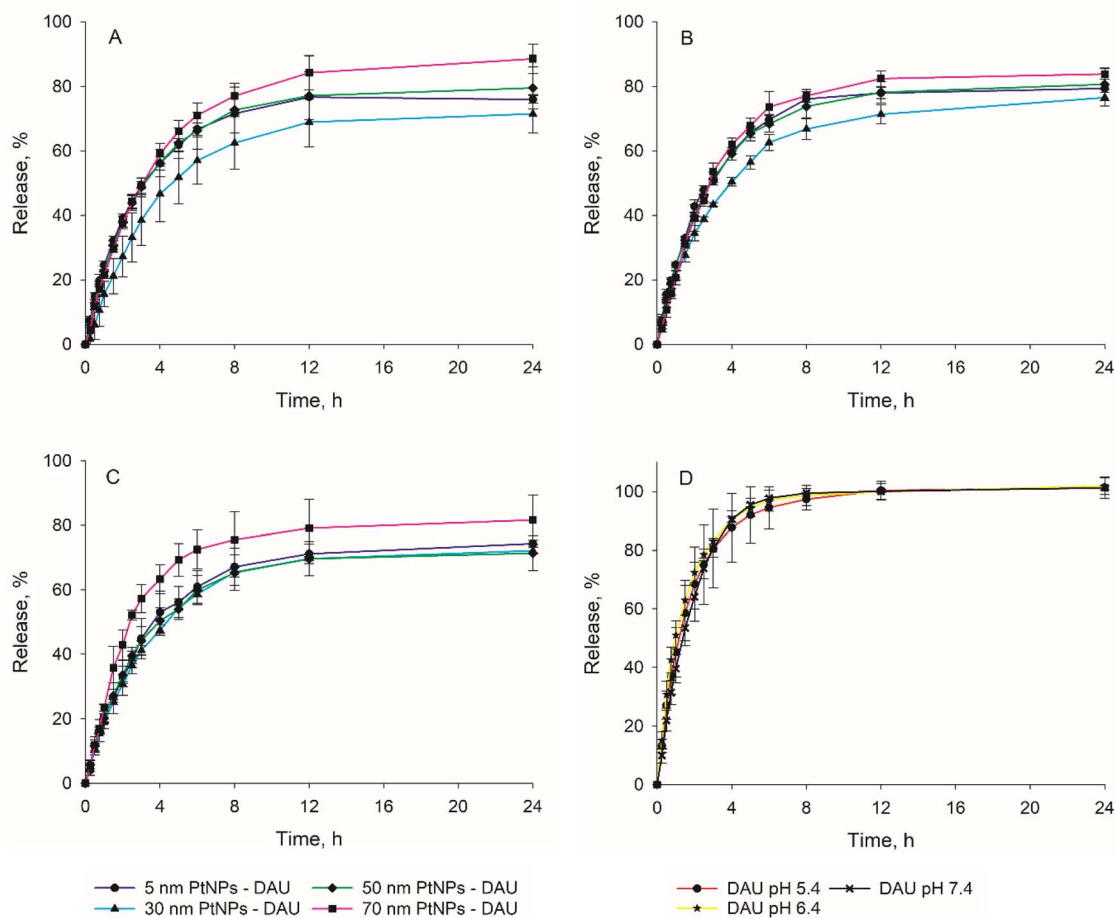 A
Release, %
100
80
60
40
20
0
0 4 8 12 16 20 24
Time, h
B
Release, %
100
80
60
40
20
0
0 4 8 12 16 20 24
Time, h
C
Release, %
100
80
60
40
20
0
0 4 8 12 16 20 24
Time, h
D
Release, %
100
80
60
40
20
0
0 4 8 12 16 20 24
Time, h
5 nm PtNPs - DAU
50 nm PtNPs - DAU
30 nm PtNPs - DAU
70 nm PtNPs - DAU
DAU pH 5.4
DAU pH 7.4
DAU pH 6.4